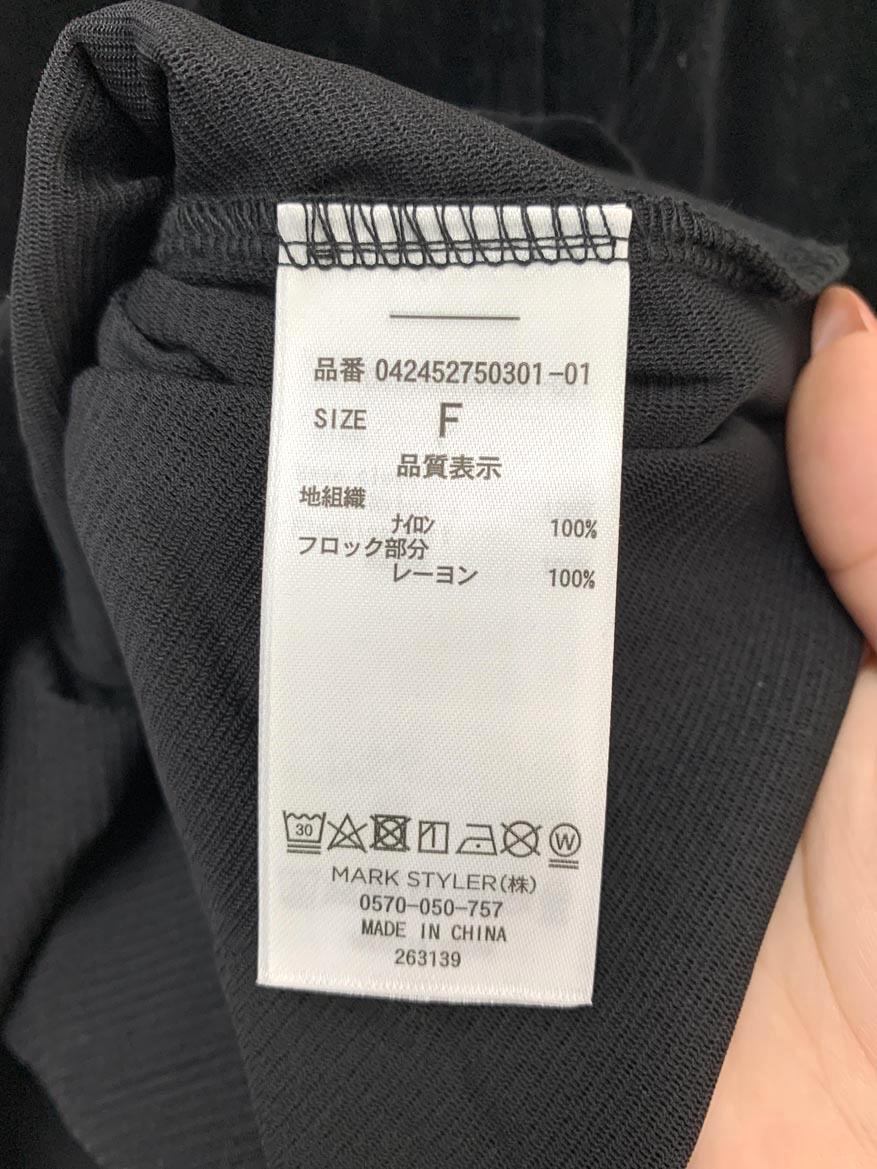 品番 042452750301-01
SIZE F
品質表示
地組織
ナイロン 100%
フロック部分
レーヨン 100%
30
W
MARK STYLER(株)
0570-050-757
MADE IN CHINA
263139